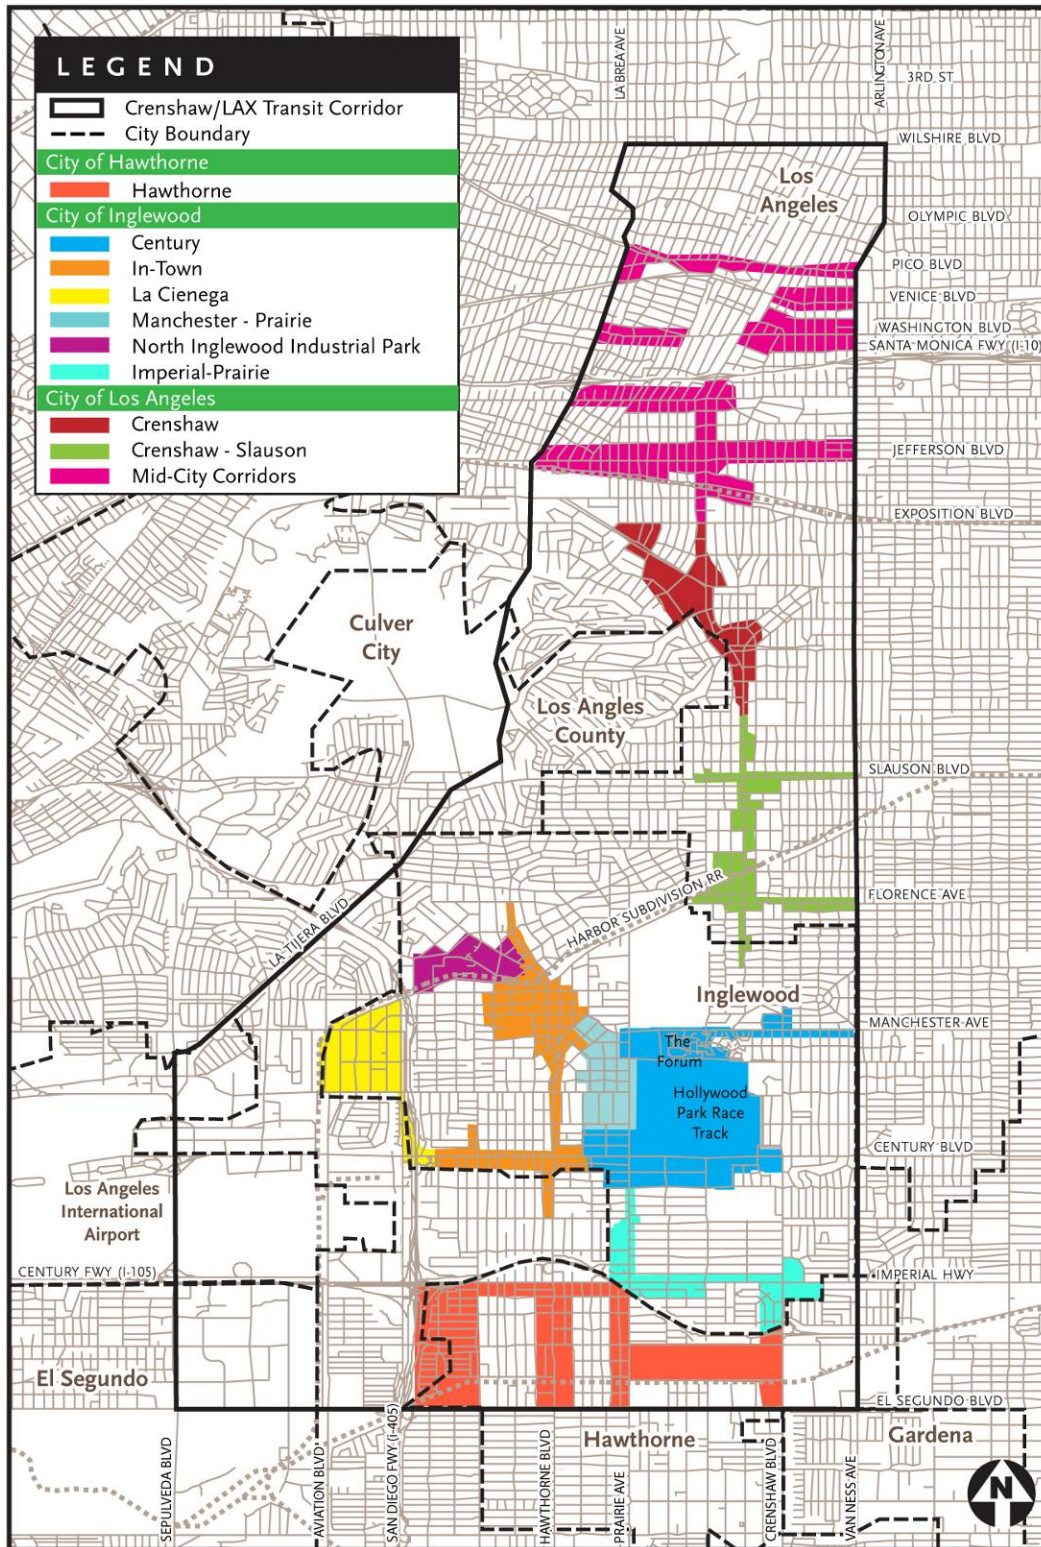 LEGEND
Crenshaw/LAX Transit Corridor
City Boundary
City of Hawthorne
Hawthorne
City of Inglewood
Century
In-Town
La Cienega
Manchester - Prairie
North Inglewood Industrial Park
Imperial-Prairie
City of Los Angeles
Crenshaw
Crenshaw - Slauson
Mid-City Corridors
LA BREA AVE
ARLINGTON AVE
3RD ST
WILSHIRE BLVD
Los
Angeles
OLYMPIC BLVD
PICO BLVD
VENICE BLVD
WASHINGTON BLVD
SANTA MONICA FWY (I-10)
JEFFERSON BLVD
EXPOSITION BLVD
Culver
City
Los Angles
County
SLAUSON BLVD
FLORENCE AVE
HARBOR SUBDIVISION RR
LA TIJERA BLVD
Inglewood
MANCHESTER AVE
The
Forum
Hollywood
Park Race
Track
CENTURY BLVD
Los Angeles
International
Airport
CENTURY FWY (I-105)
IMPERIAL HWY
El Segundo
EL SEGUNDO BLVD
Hawthorne
Gardena
SEPULVEDA BLVD
AVIATION BLVD
SAN DIEGO FWY (I-405)
HAWTHORNE BLVD
PRAIRIE AVE
CRENSHAW BLVD
VAN NESS AVE
N